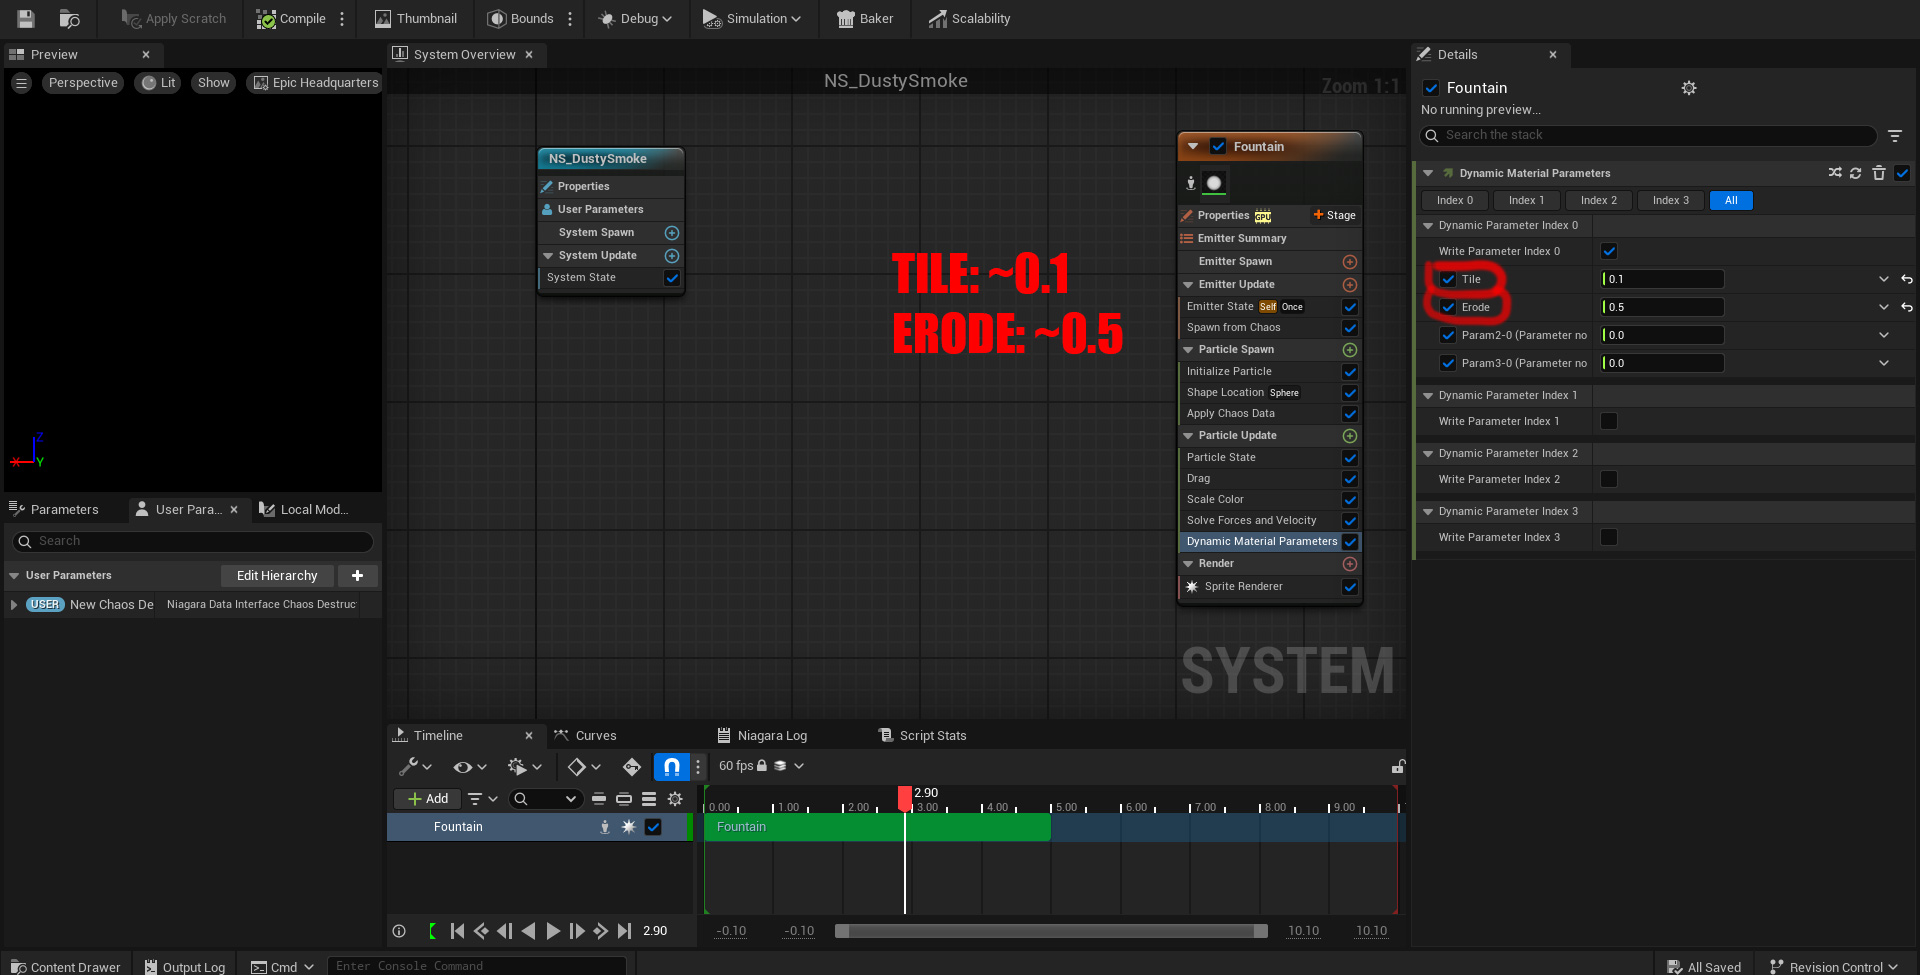 Apply Scratch
Compile
Thumbnail
Bounds
Debug
Simulation
Baker
Scalability
Preview
System Overview
Details
Perspective
Lit
Show
Epic Headquarters
NS_DustySmoke
Zoom 1:1
Fountain
No running preview...
Search the stack
NS_DustySmoke
Properties
User Parameters
System Spawn
System Update
System State
TILE: ~0.1
ERODE: ~0.5
Fountain
Properties GPU Stage
Emitter Summary
Emitter Spawn
Emitter Update
Emitter State Self Once
Spawn from Chaos
Particle Spawn
Initialize Particle
Shape Location Sphere
Apply Chaos Data
Particle Update
Particle State
Drag
Scale Color
Solve Forces and Velocity
Dynamic Material Parameters
Render
Sprite Renderer
SYSTEM
Dynamic Material Parameters
Index 0 Index 1 Index 2 Index 3 All
Dynamic Parameter Index 0
Write Parameter Index 0
Tile 0.1
Erode 0.5
Param2-0 (Parameter no 0.0
Param3-0 (Parameter no 0.0
Dynamic Parameter Index 1
Write Parameter Index 1
Dynamic Parameter Index 2
Write Parameter Index 2
Dynamic Parameter Index 3
Write Parameter Index 3
Z
X
Y
Parameters
User Para...
Local Mod...
Search
User Parameters
Edit Hierarchy
USER New Chaos De
Niagara Data Interface Chaos Destruc
Timeline
Curves
Niagara Log
Script Stats
60 fps
Add
2.90
0.00 1.00 2.00 3.00 4.00 5.00 6.00 7.00 8.00 9.00
Fountain
Fountain
2.90
-0.10 -0.10 10.10 10.10
Content Drawer
Output Log
Cmd
Enter Console Command
All Saved
Revision Control